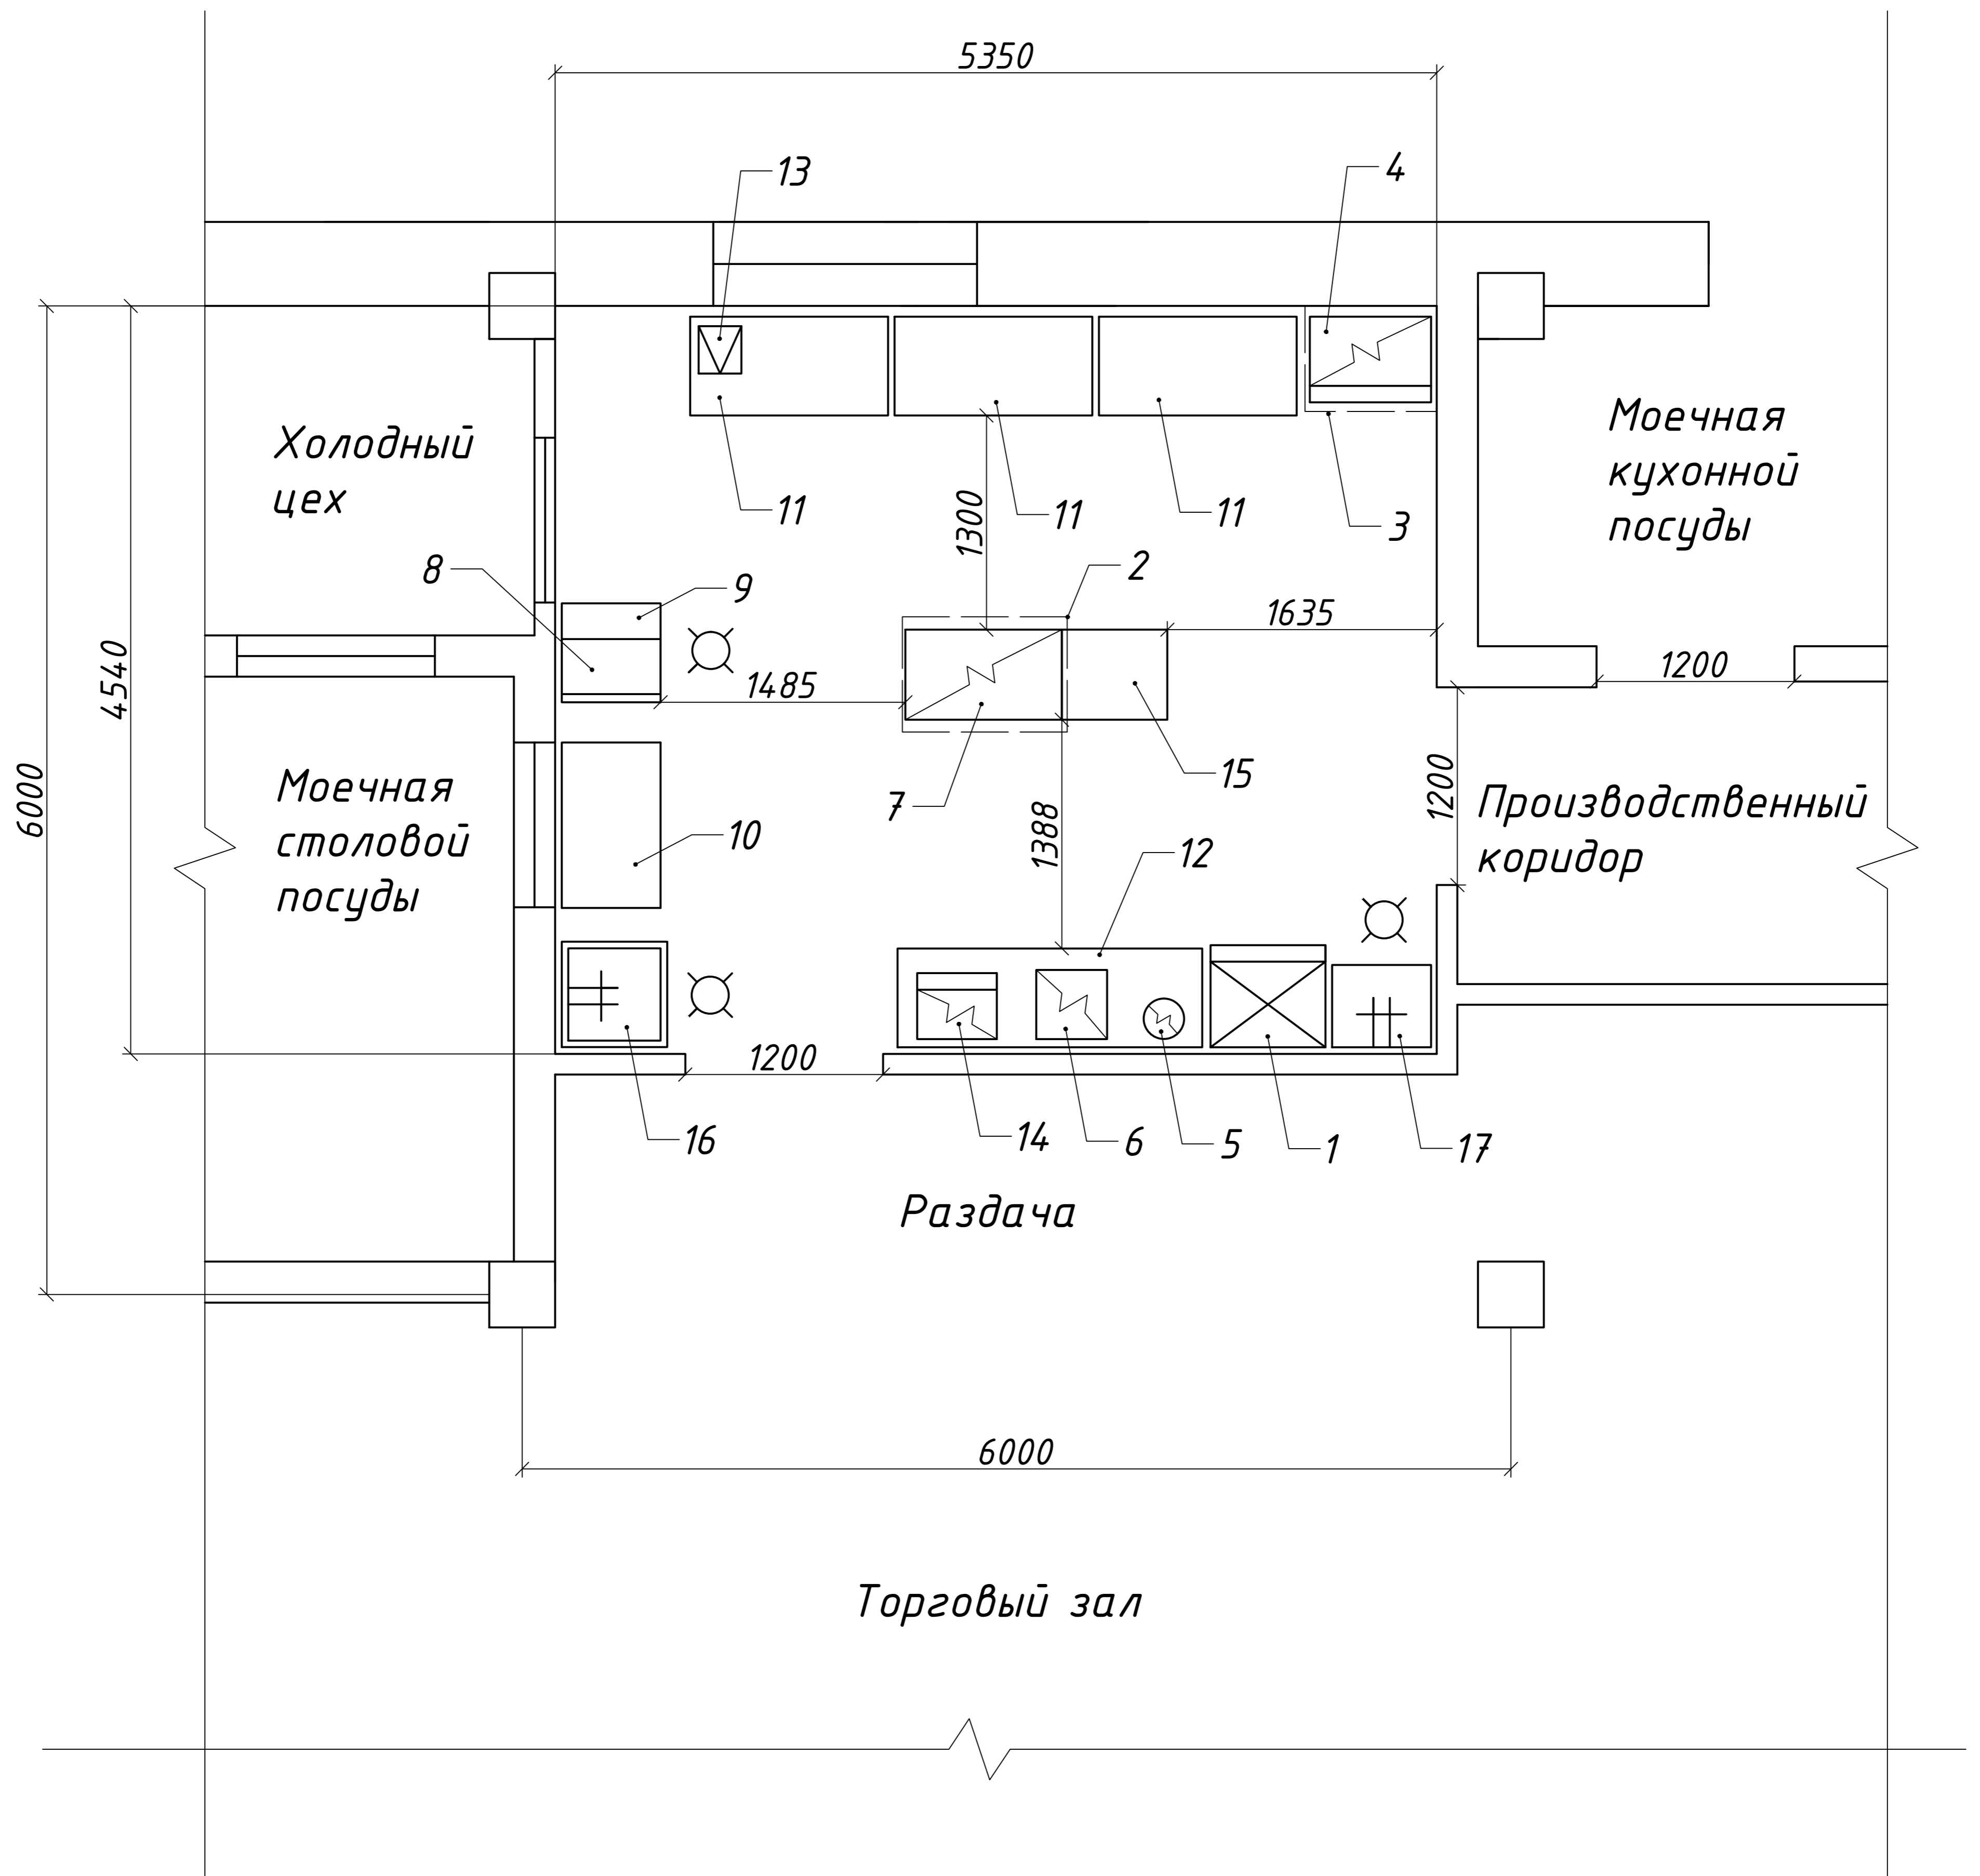 5350
13
4
Холодный
цех
Моечная
кухонной
посуды
11
11
11
3
1300
8
9
2
1635
1485
1200
4540
6000
Моечная
столовой
посуды
7
15
1200
Производственный
коридор
10
1388
12
1200
16
14
6
5
1
17
Раздача
6000
Торговый зал